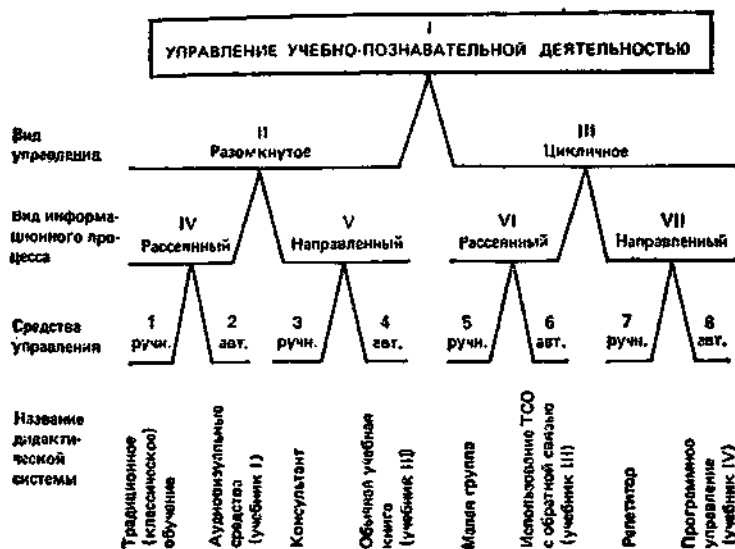 I
УПРАВЛЕНИЕ УЧЕБНО-ПОЗНАВАТЕЛЬНОЙ ДЕЯТЕЛЬНОСТЬЮ
Вид
управления
II
Разомкнутое
III
Цикличное
Вид информа-
ционного про-
цесса
IV
Рассеянный
V
Направленный
VI
Рассеянный
VII
Направленный
Средства
управления
1
ручн.
2
авт.
3
ручн.
4
авт.
5
ручн.
6
авт.
7
ручн.
8
авт.
Название
дидакти-
ческой
системы
Традиционное
(классическое)
обучение
Аудиовизуальные
средства
(учебник I)
Консультант
Обычная учебная
книга
(учебник II)
Малая группа
Использование ТСО
с обратной связью
(учебник III)
Репетитор
Программное
управление
(учебник IV)